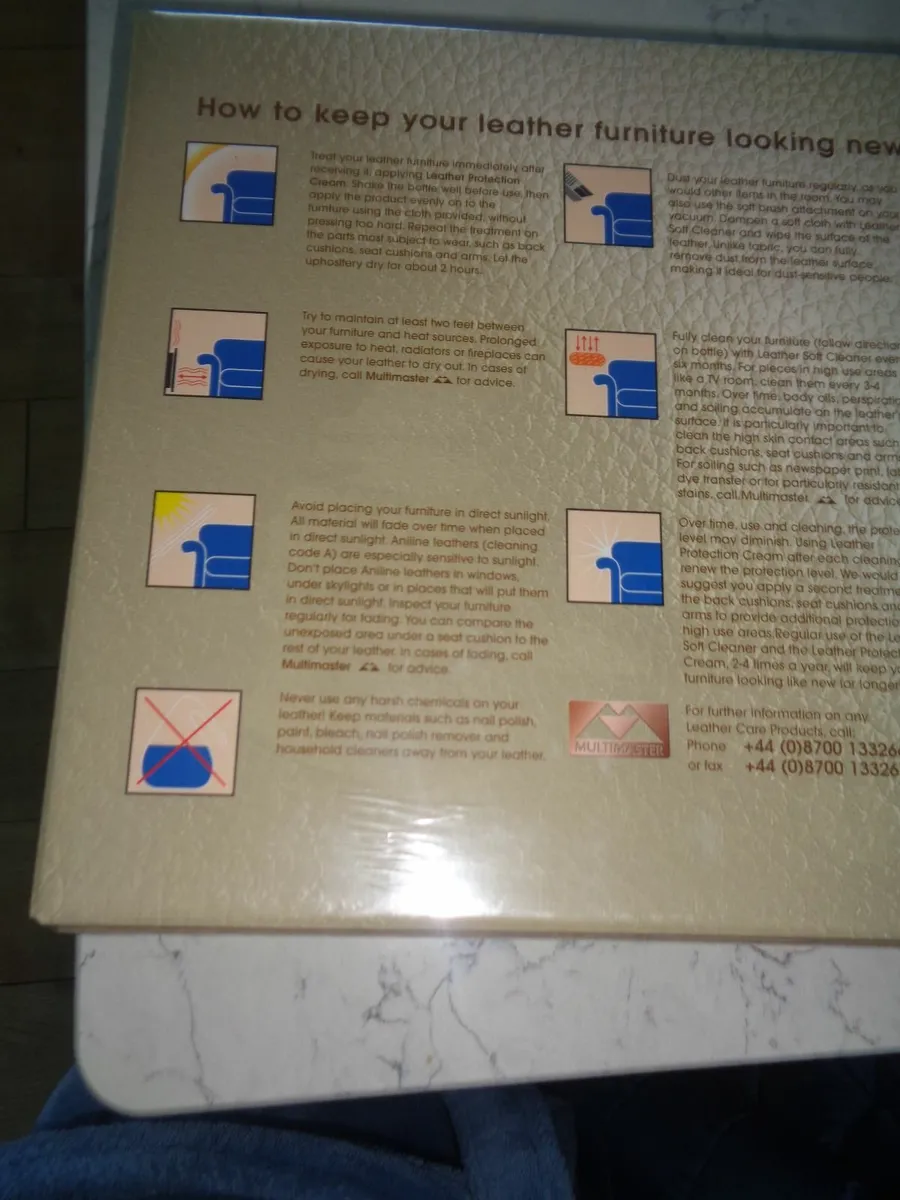 How to keep your leather furniture looking new
Treat your leather furniture immediately after
receiving it, applying Leather Protection
Cream. Shake the bottle well before use, then
apply the product evenly on to the
furniture using the cloth provided, without
pressing too hard. Repeat the treatment on
the parts most subject to wear, such as back
cushions, seat cushions and arms. Let the
upholstery dry for about 2 hours.
Try to maintain at least two feet between
your furniture and heat sources. Prolonged
exposure to heat, radiators or fireplaces can
cause your leather to dry out. In cases of
drying, call Multimaster for advice.
Avoid placing your furniture in direct sunlight.
All material will fade over time when placed
in direct sunlight. Aniline leathers (cleaning
code A) are especially sensitive to sunlight.
Don't place Aniline leathers in windows,
under skylights or in places that will put them
in direct sunlight. Inspect your furniture
regularly for fading. You can compare the
unexposed area under a seat cushion to the
rest of your leather. In cases of fading, call
Multimaster for advice.
Never use any harsh chemicals on your
leather! Keep materials such as nail polish,
paint, bleach, nail polish remover and
household cleaners away from your leather.
Dust your leather furniture regularly, as you
would other items in the room. You may
also use the soft brush attachment on your
vacuum. Dampen a soft cloth with Leather
Soft Cleaner and wipe the surface of the
leather. Unlike fabric, you can fully
remove dust from the leather surface,
making it ideal for dust-sensitive people.
Fully clean your furniture (follow direction
on bottle) with Leather Soft Cleaner ever
six months. For pieces in high use areas
like a TV room, clean them every 3-4
months. Over time, body oils, perspiratio
and soiling accumulate on the leather's
surface. It is particularly important to
clean the high skin contact areas such
back cushions, seat cushions and arms
For soiling such as newspaper print, fat
dye transfer or for particularly resistant
stains, call Multimaster for advice
Over time, use and cleaning, the prote
level may diminish. Using Leather
Protection Cream after each cleaning
renew the protection level. We would
suggest you apply a second treatme
the back cushions, seat cushions and
arms to provide additional protectio
high use areas. Regular use of the Le
Soft Cleaner and the Leather Protect
Cream, 2-4 times a year, will keep yo
furniture looking like new for longer
MULTIMASTER
For further information on any
Leather Care Products, call:
Phone +44 (0)8700 13326
or fax +44 (0)8700 13326